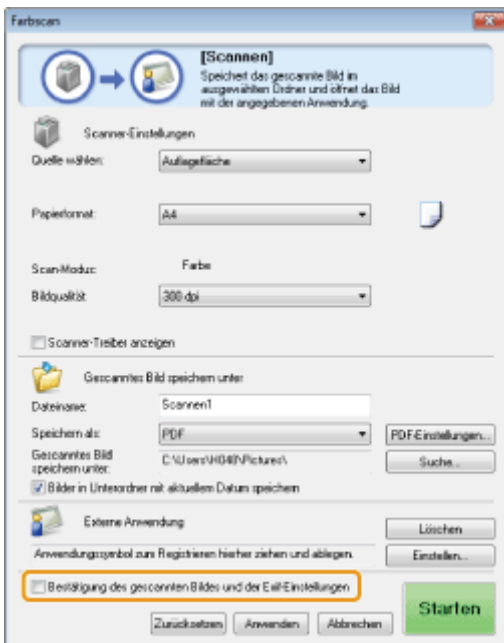 Farbscan
[Scannen]
Speichert das gescannte Bild im
ausgewählten Ordner und öffnet das Bild
mit der angegebenen Anwendung.
Scanner-Einstellungen
Quelle wählen: Auflagefläche
Papierformat: A4
Scan-Modus: Farbe
Bildqualität 300 dpi
Scanner-Treiber anzeigen
Gescanntes Bild speichern unter
Dateiname: Scannen1
Speichern als: PDF PDF-Einstellungen...
Gescanntes Bild
speichern unter: C:\Users\H040\Pictures\ Suche...
Bilder in Unterordner mit aktuellem Datum speichern
Externe Anwendung Löschen
Anwendungssymbol zum Registrieren hierher ziehen und ablegen. Einstellen...
Bestätigung des gescannten Bildes und der Exif-Einstellungen
Zurücksetzen Anwenden Abbrechen Starten